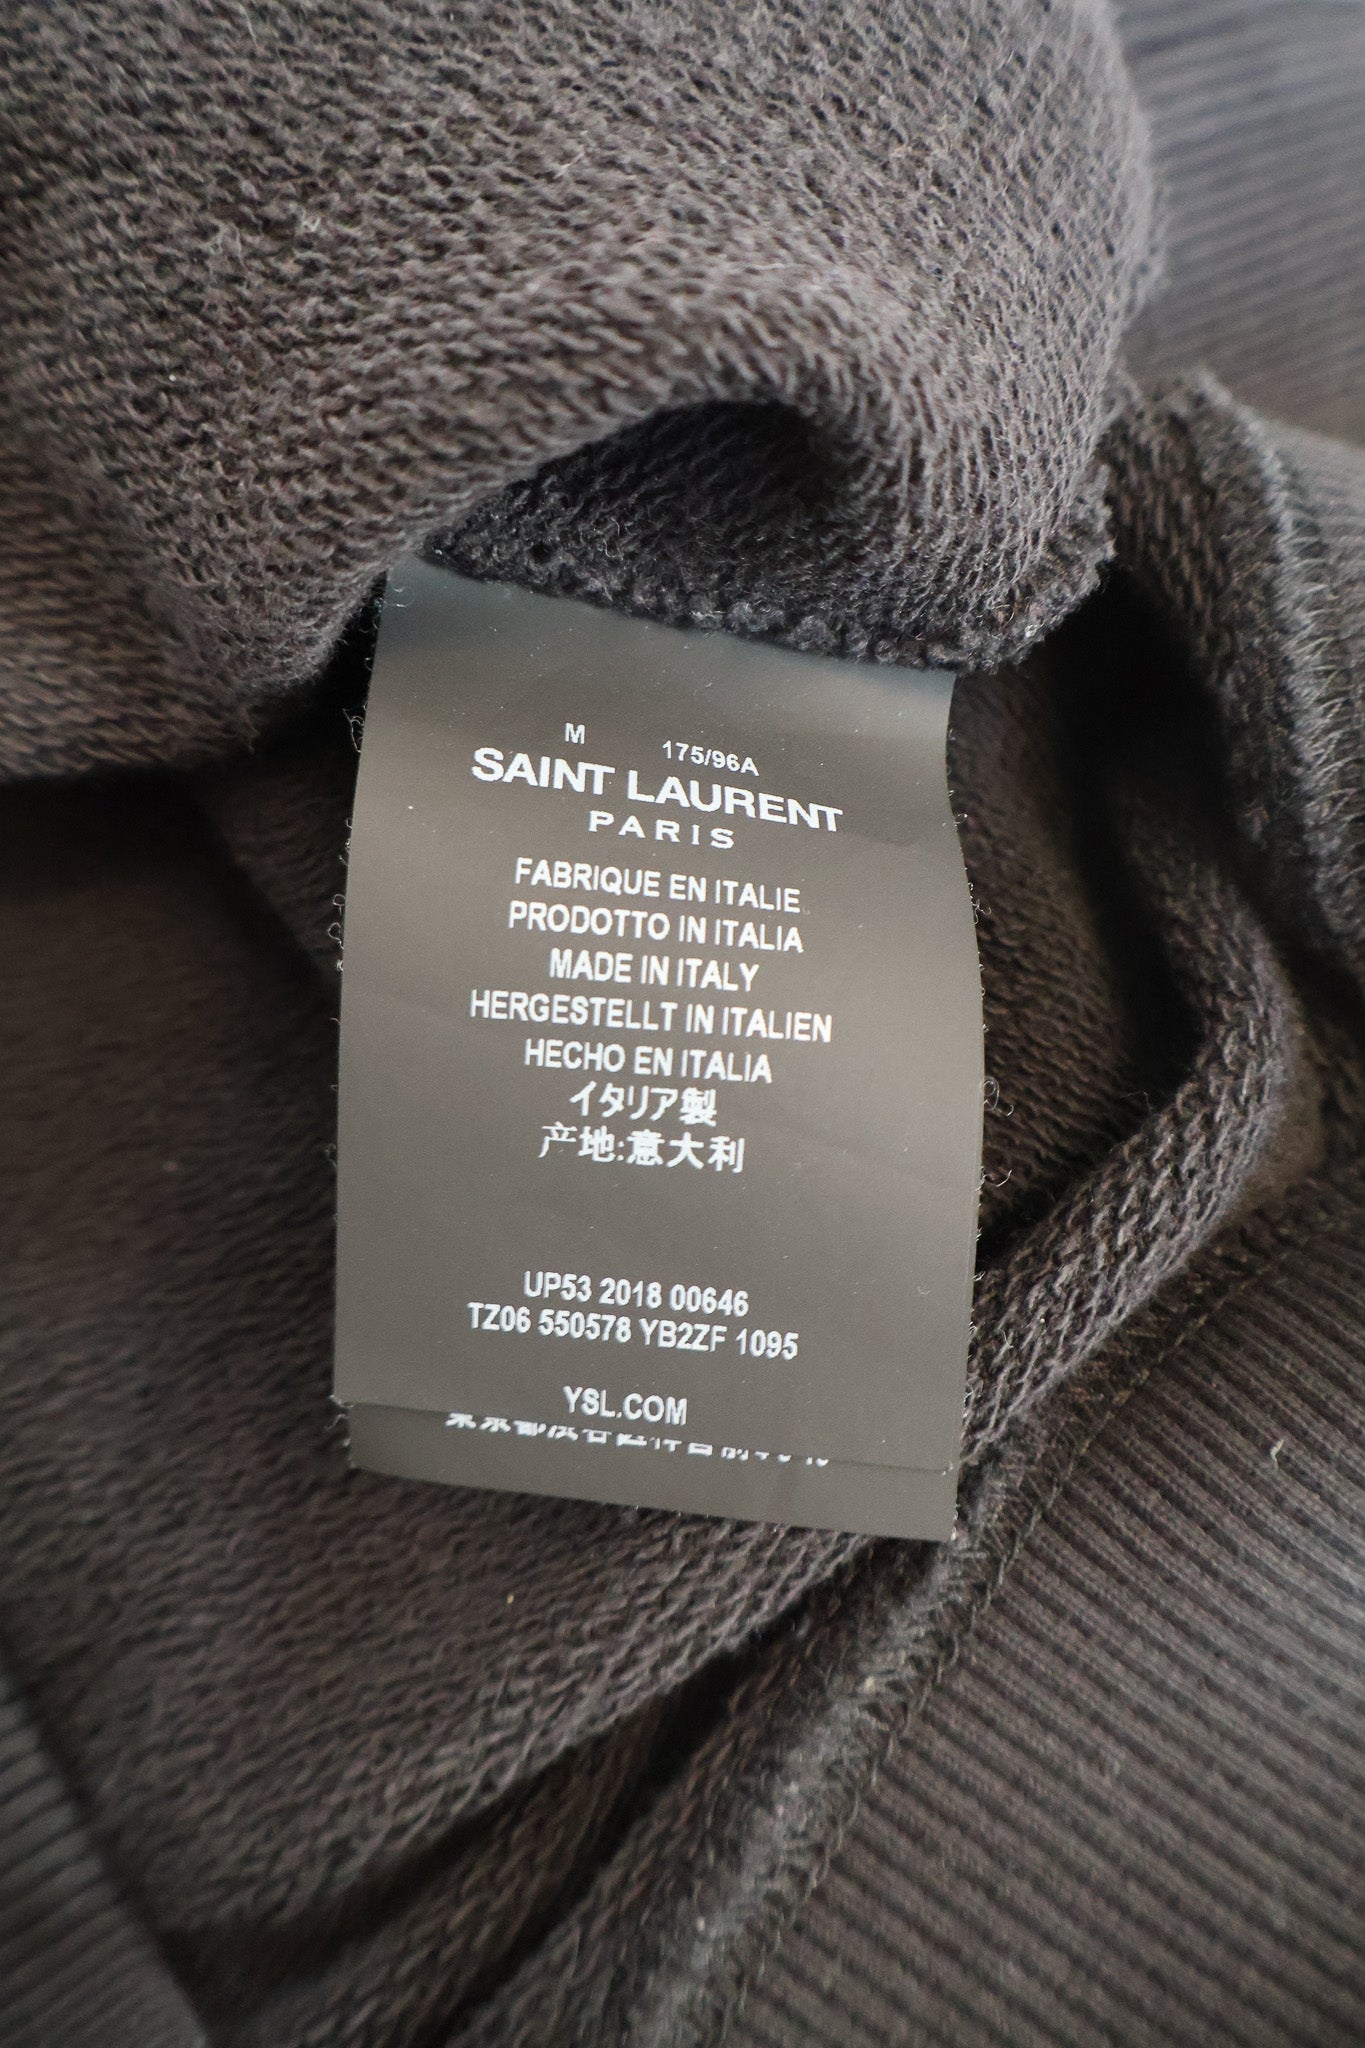 M 175/96A
SAINT LAURENT
PARIS
FABRIQUE EN ITALIE
PRODOTTO IN ITALIA
MADE IN ITALY
HERGESTELLT IN ITALIEN
HECHO EN ITALIA
イタリア製
产地:意大利
UP53 2018 00646
TZ06 550578 YB2ZF 1095
YSL.COM